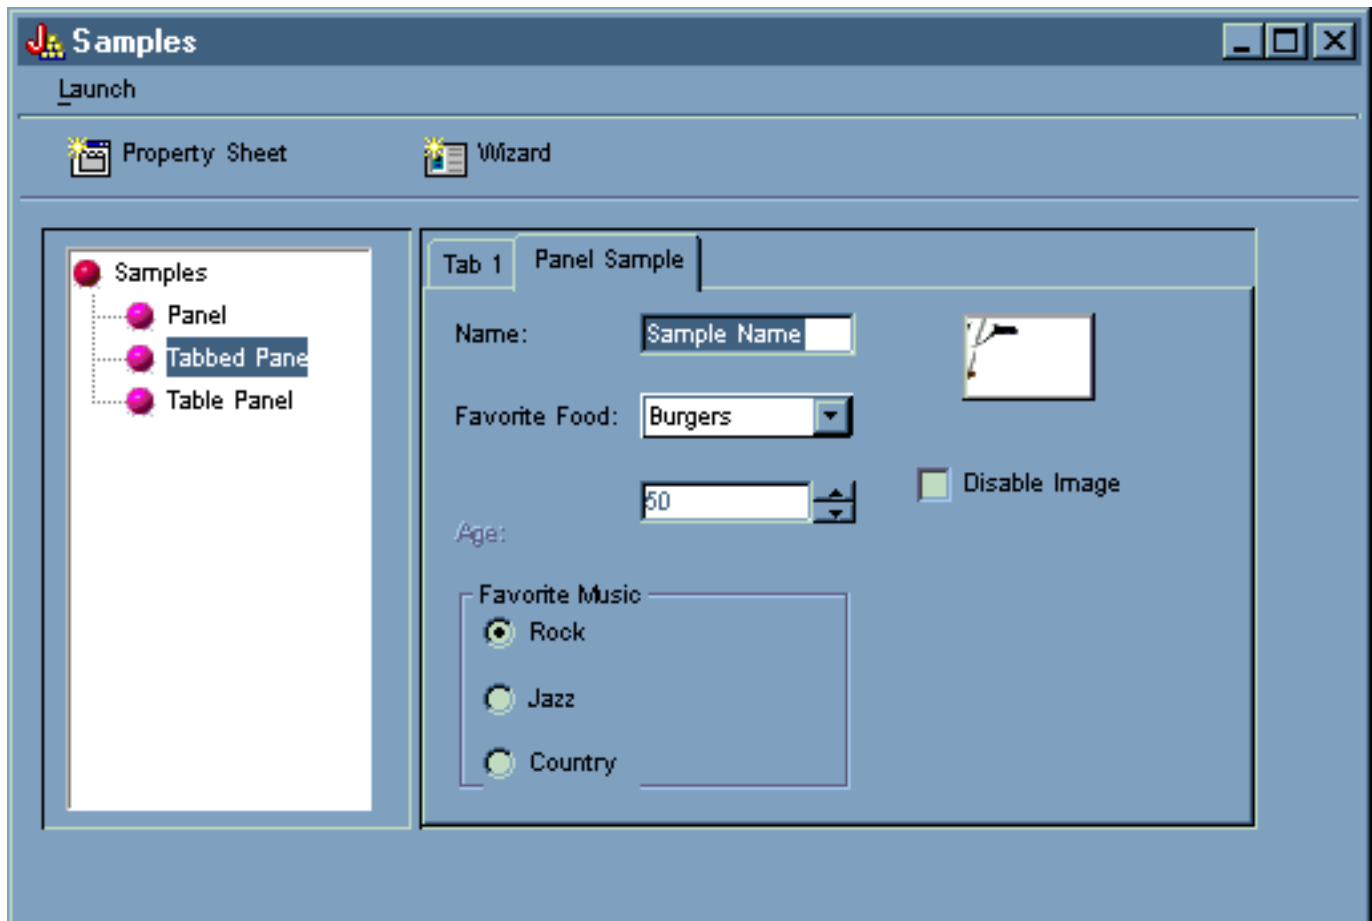 Samples
Launch
Property Sheet
Wizard
Samples
Panel
Tabbed Pane
Table Panel
Tab 1
Panel Sample
Name:
Sample Name
Favorite Food:
Burgers
50
Disable Image
Age:
Favorite Music
Rock
Jazz
Country